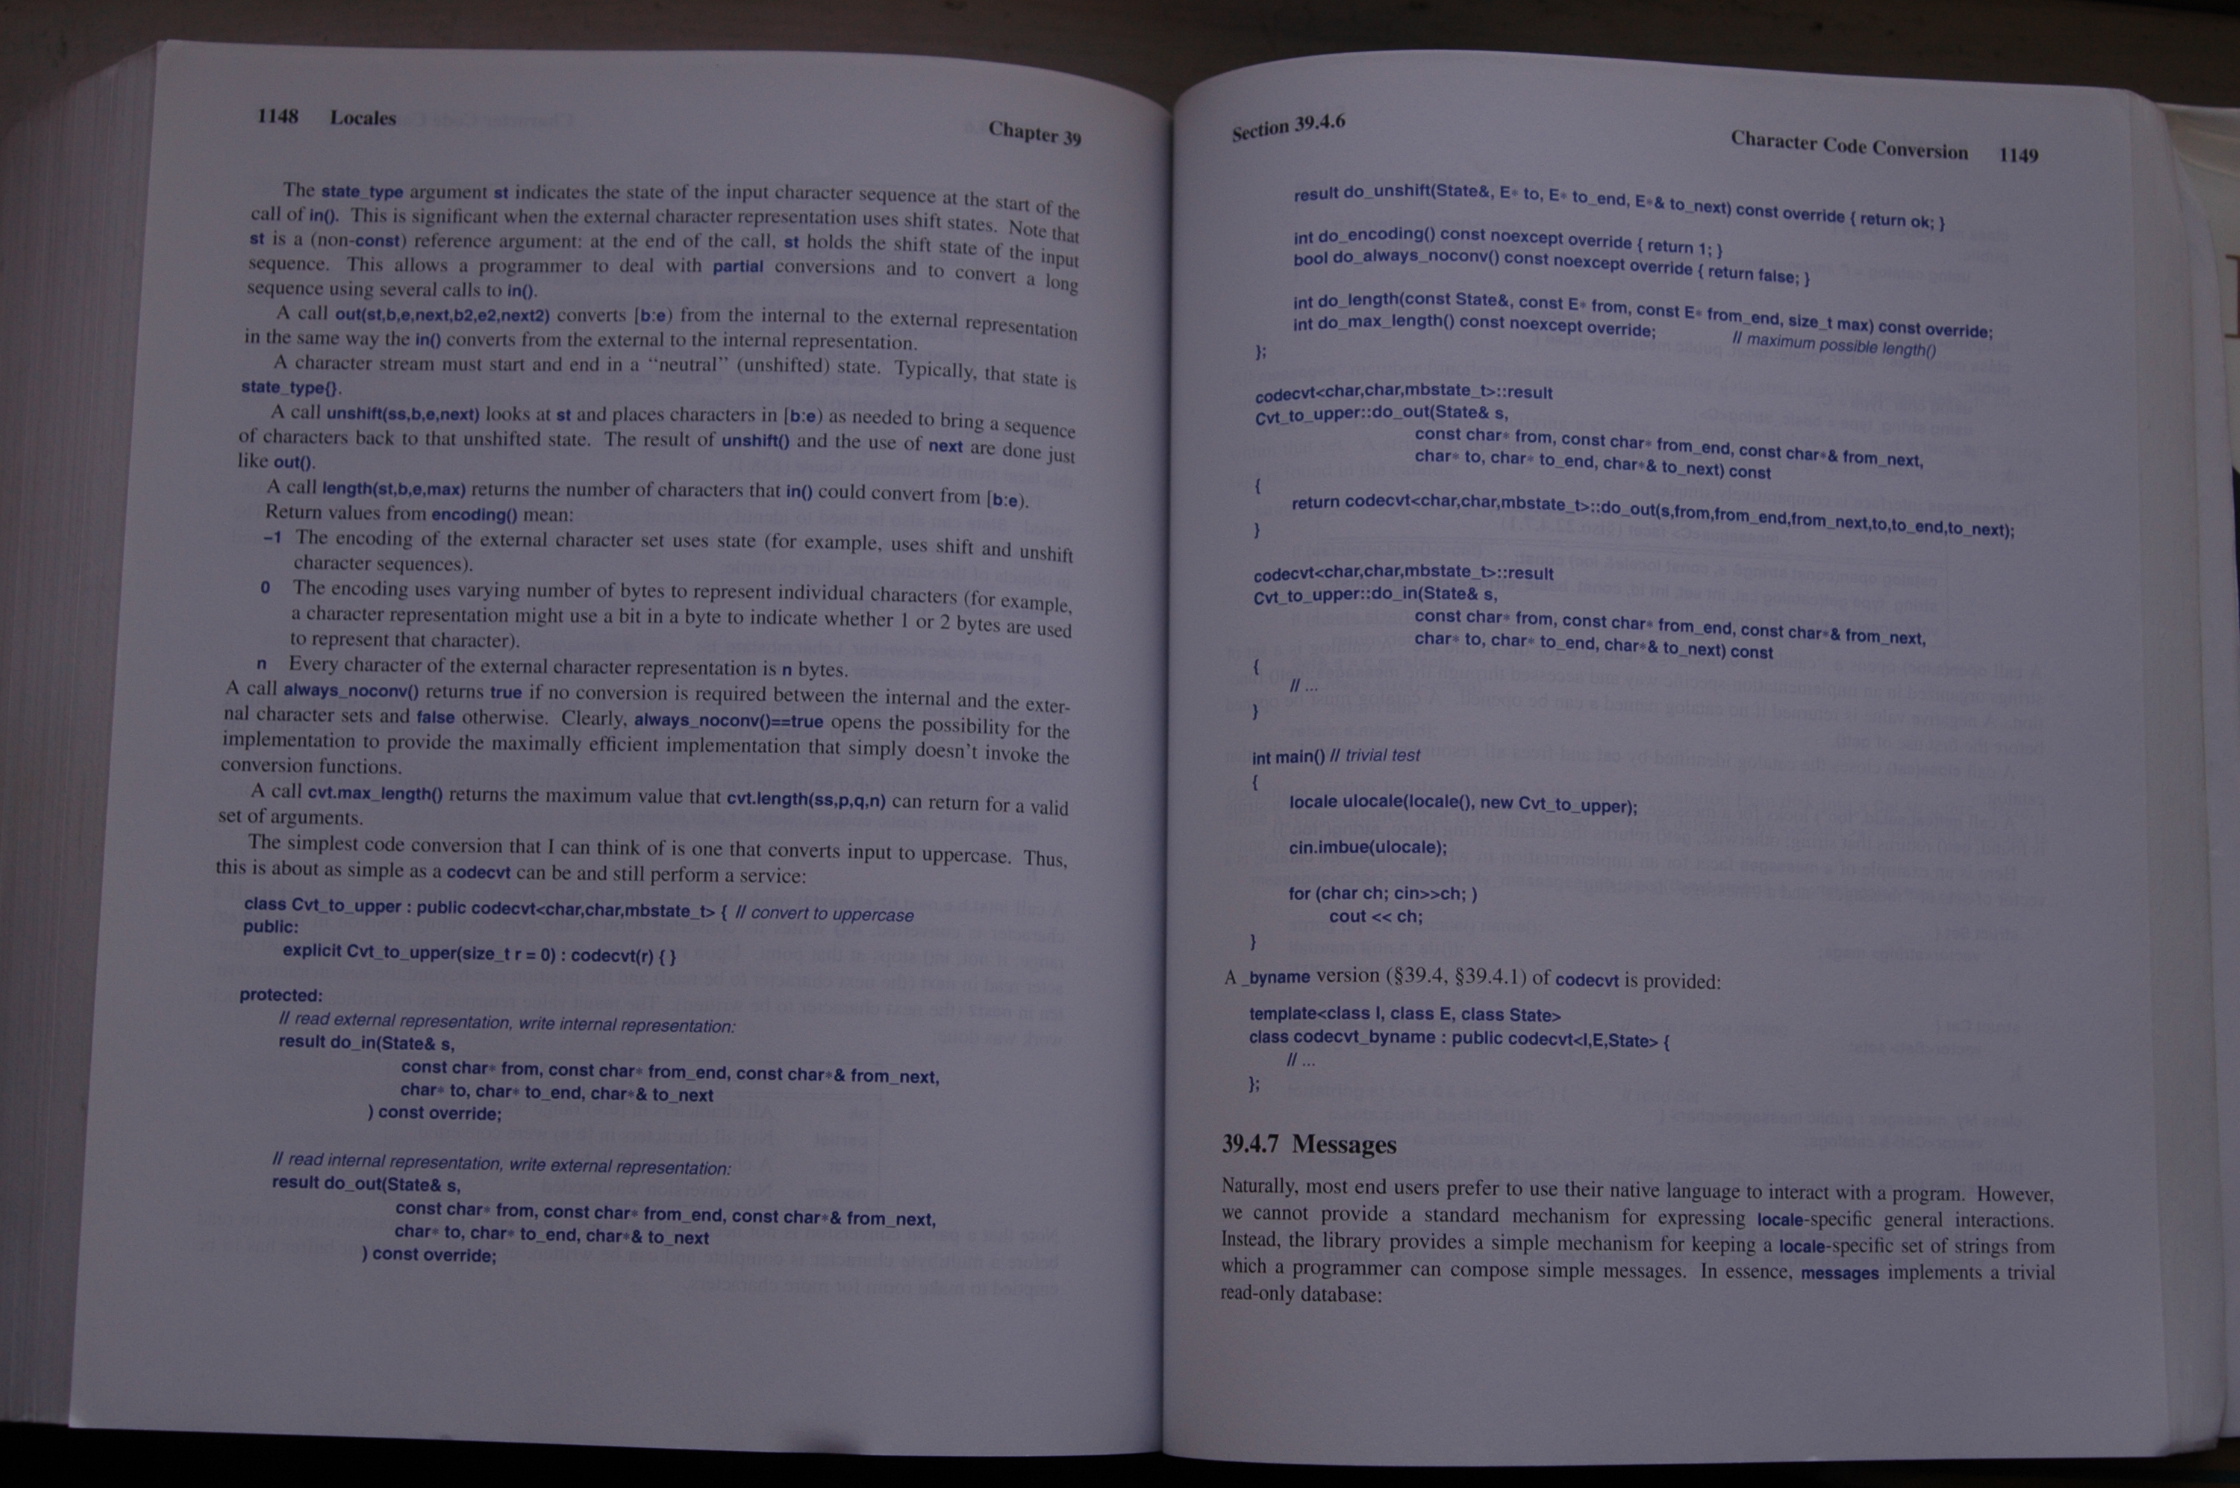 1148 Locales Chapter 39
The state_type argument st indicates the state of the input character sequence at the start of the
call of in(). This is significant when the external character representation uses shift states. Note that
st is a (non-const) reference argument: at the end of the call, st holds the shift state of the input
sequence. This allows a programmer to deal with partial conversions and to convert a long
sequence using several calls to in().
A call out(st,b,e,next,b2,e2,next2) converts [b:e) from the internal to the external representation
in the same way the in() converts from the external to the internal representation.
A character stream must start and end in a “neutral” (unshifted) state. Typically, that state is
state_type{}.
A call unshift(ss,b,e,next) looks at st and places characters in [b:e) as needed to bring a sequence
of characters back to that unshifted state. The result of unshift() and the use of next are done just
like out().
A call length(st,b,e,max) returns the number of characters that in() could convert from [b:e).
Return values from encoding() mean:
−1 The encoding of the external character set uses state (for example, uses shift and unshift
character sequences).
0 The encoding uses varying number of bytes to represent individual characters (for example,
a character representation might use a bit in a byte to indicate whether 1 or 2 bytes are used
to represent that character).
n Every character of the external character representation is n bytes.
A call always_noconv() returns true if no conversion is required between the internal and the exter-
nal character sets and false otherwise. Clearly, always_noconv()==true opens the possibility for the
implementation to provide the maximally efficient implementation that simply doesn’t invoke the
conversion functions.
A call cvt.max_length() returns the maximum value that cvt.length(ss,p,q,n) can return for a valid
set of arguments.
The simplest code conversion that I can think of is one that converts input to uppercase. Thus,
this is about as simple as a codecvt can be and still perform a service:
class Cvt_to_upper : public codecvt<char,char,mbstate_t> { // convert to uppercase
public:
explicit Cvt_to_upper(size_t r = 0) : codecvt(r) { }
protected:
// read external representation, write internal representation:
result do_in(State& s,
const char* from, const char* from_end, const char*& from_next,
char* to, char* to_end, char*& to_next
) const override;
// read internal representation, write external representation:
result do_out(State& s,
const char* from, const char* from_end, const char*& from_next,
char* to, char* to_end, char*& to_next
) const override;
Section 39.4.6 Character Code Conversion 1149
result do_unshift(State&, E* to, E* to_end, E*& to_next) const override { return ok; }
int do_encoding() const noexcept override { return 1; }
bool do_always_noconv() const noexcept override { return false; }
int do_length(const State&, const E* from, const E* from_end, size_t max) const override;
int do_max_length() const noexcept override; // maximum possible length()
};
codecvt<char,char,mbstate_t>::result
Cvt_to_upper::do_out(State& s,
const char* from, const char* from_end, const char*& from_next,
char* to, char* to_end, char*& to_next) const
{
return codecvt<char,char,mbstate_t>::do_out(s,from,from_end,from_next,to,to_end,to_next);
}
codecvt<char,char,mbstate_t>::result
Cvt_to_upper::do_in(State& s,
const char* from, const char* from_end, const char*& from_next,
char* to, char* to_end, char*& to_next) const
{
// ...
}
int main() // trivial test
{
locale ulocale(locale(), new Cvt_to_upper);
cin.imbue(ulocale);
for (char ch; cin>>ch; )
cout << ch;
}
A _byname version (§39.4, §39.4.1) of codecvt is provided:
template<class I, class E, class State>
class codecvt_byname : public codecvt<I,E,State> {
// ...
};
39.4.7 Messages
Naturally, most end users prefer to use their native language to interact with a program. However,
we cannot provide a standard mechanism for expressing locale-specific general interactions.
Instead, the library provides a simple mechanism for keeping a locale-specific set of strings from
which a programmer can compose simple messages. In essence, messages implements a trivial
read-only database: